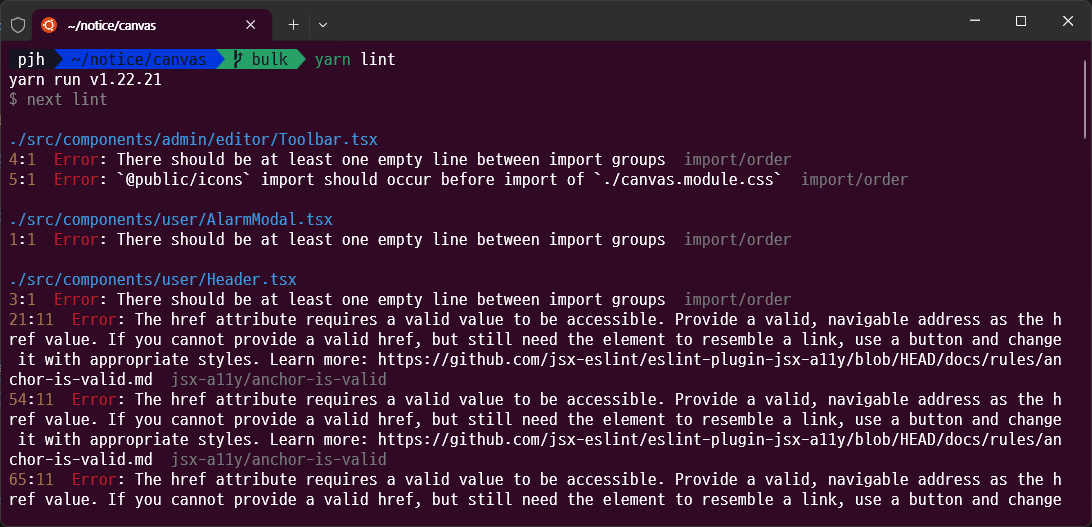 ~/notice/canvas
pjh ~/notice/canvas bulk yarn lint
yarn run v1.22.21
$ next lint
./src/components/admin/editor/Toolbar.tsx
4:1  Error: There should be at least one empty line between import groups  import/order
5:1  Error: `@public/icons` import should occur before import of `./canvas.module.css`  import/order
./src/components/user/AlarmModal.tsx
1:1  Error: There should be at least one empty line between import groups  import/order
./src/components/user/Header.tsx
3:1  Error: There should be at least one empty line between import groups  import/order
21:11  Error: The href attribute requires a valid value to be accessible. Provide a valid, navigable address as the h
ref value. If you cannot provide a valid href, but still need the element to resemble a link, use a button and change
 it with appropriate styles. Learn more: https://github.com/jsx-eslint/eslint-plugin-jsx-a11y/blob/HEAD/docs/rules/an
chor-is-valid.md  jsx-a11y/anchor-is-valid
54:11  Error: The href attribute requires a valid value to be accessible. Provide a valid, navigable address as the h
ref value. If you cannot provide a valid href, but still need the element to resemble a link, use a button and change
 it with appropriate styles. Learn more: https://github.com/jsx-eslint/eslint-plugin-jsx-a11y/blob/HEAD/docs/rules/an
chor-is-valid.md  jsx-a11y/anchor-is-valid
65:11  Error: The href attribute requires a valid value to be accessible. Provide a valid, navigable address as the h
ref value. If you cannot provide a valid href, but still need the element to resemble a link, use a button and change